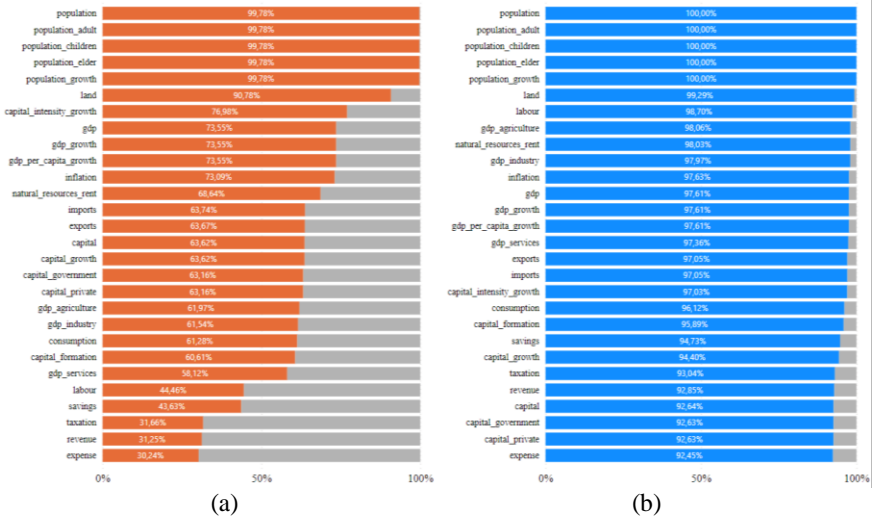 population 99,78%
population_adult 99,78%
population_children 99,78%
population_elder 99,78%
population_growth 99,78%
land 90,78%
capital_intensity_growth 76,98%
gdp 73,55%
gdp_growth 73,55%
gdp_per_capita_growth 73,55%
inflation 73,09%
natural_resources_rent 68,64%
imports 63,74%
exports 63,67%
capital 63,62%
capital_growth 63,62%
capital_government 63,16%
capital_private 63,16%
gdp_agriculture 61,97%
gdp_industry 61,54%
consumption 61,28%
capital_formation 60,61%
gdp_services 58,12%
labour 44,46%
savings 43,63%
taxation 31,66%
revenue 31,25%
expense 30,24%
0% 50% 100%
(a)
population 100,00%
population_adult 100,00%
population_children 100,00%
population_elder 100,00%
population_growth 100,00%
land 99,29%
labour 98,70%
gdp_agriculture 98,06%
natural_resources_rent 98,03%
gdp_industry 97,97%
inflation 97,63%
gdp 97,61%
gdp_growth 97,61%
gdp_per_capita_growth 97,61%
gdp_services 97,36%
exports 97,05%
imports 97,05%
capital_intensity_growth 97,03%
consumption 96,12%
capital_formation 95,89%
savings 94,73%
capital_growth 94,40%
taxation 93,04%
revenue 92,85%
capital 92,64%
capital_government 92,63%
capital_private 92,63%
expense 92,45%
0% 50% 100%
(b)